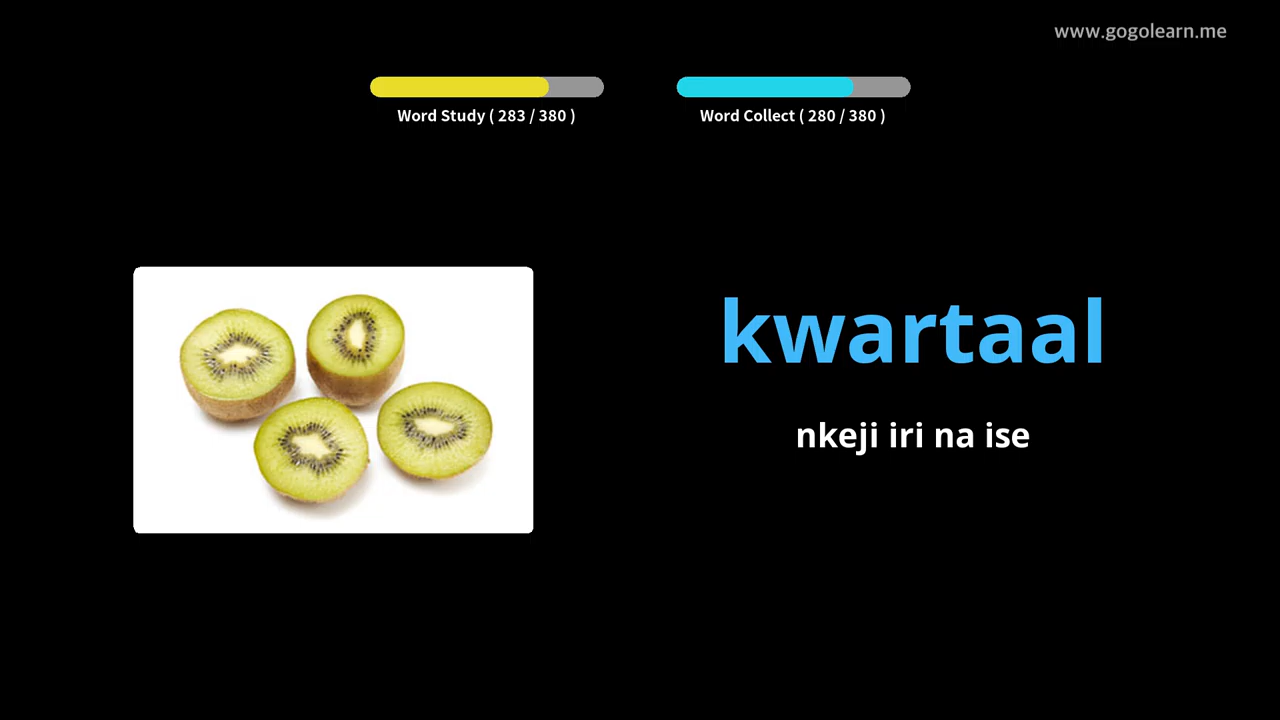 www.gogolearn.me
Word Study ( 283 / 380 )
Word Collect ( 280 / 380 )
kwartaal
nkeji iri na ise